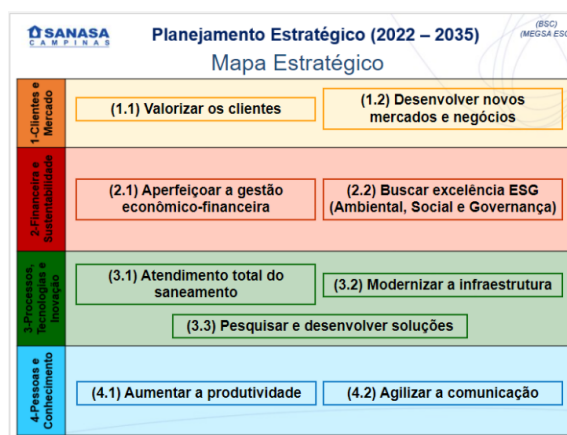 SANASA
CAMPINAS
Planejamento Estratégico (2022 – 2035)
(BSC)
(MEGSA ESG)
Mapa Estratégico
1-Clientes e
Mercado
(1.1) Valorizar os clientes
(1.2) Desenvolver novos
mercados e negócios
2-Financeira e
Sustentabilidade
(2.1) Aperfeiçoar a gestão
econômico-financeira
(2.2) Buscar excelência ESG
(Ambiental, Social e Governança)
3-Processos,
Tecnologias e
Inovação
(3.1) Atendimento total do
saneamento
(3.2) Modernizar a infraestrutura
(3.3) Pesquisar e desenvolver soluções
4-Pessoas e
Conhecimento
(4.1) Aumentar a produtividade
(4.2) Agilizar a comunicação